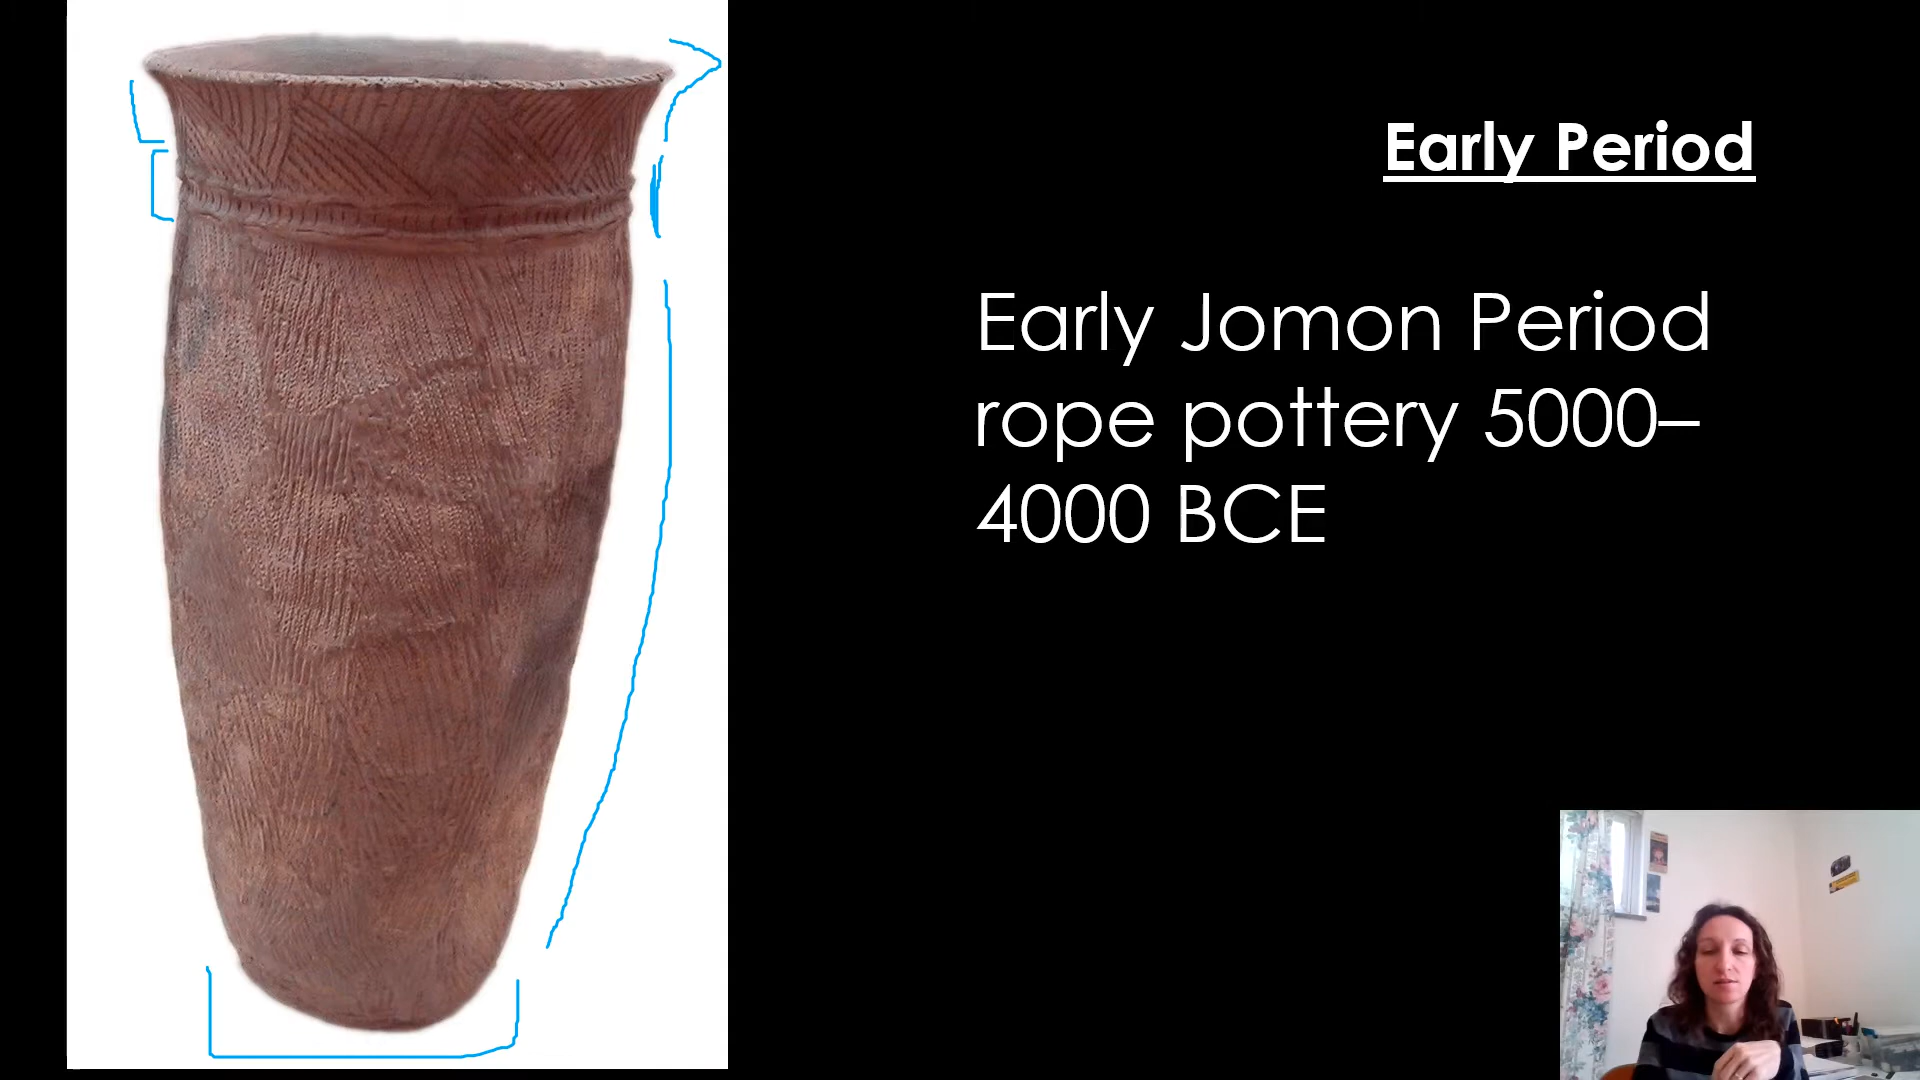 Early Period
Early Jomon Period
rope pottery 5000–
4000 BCE